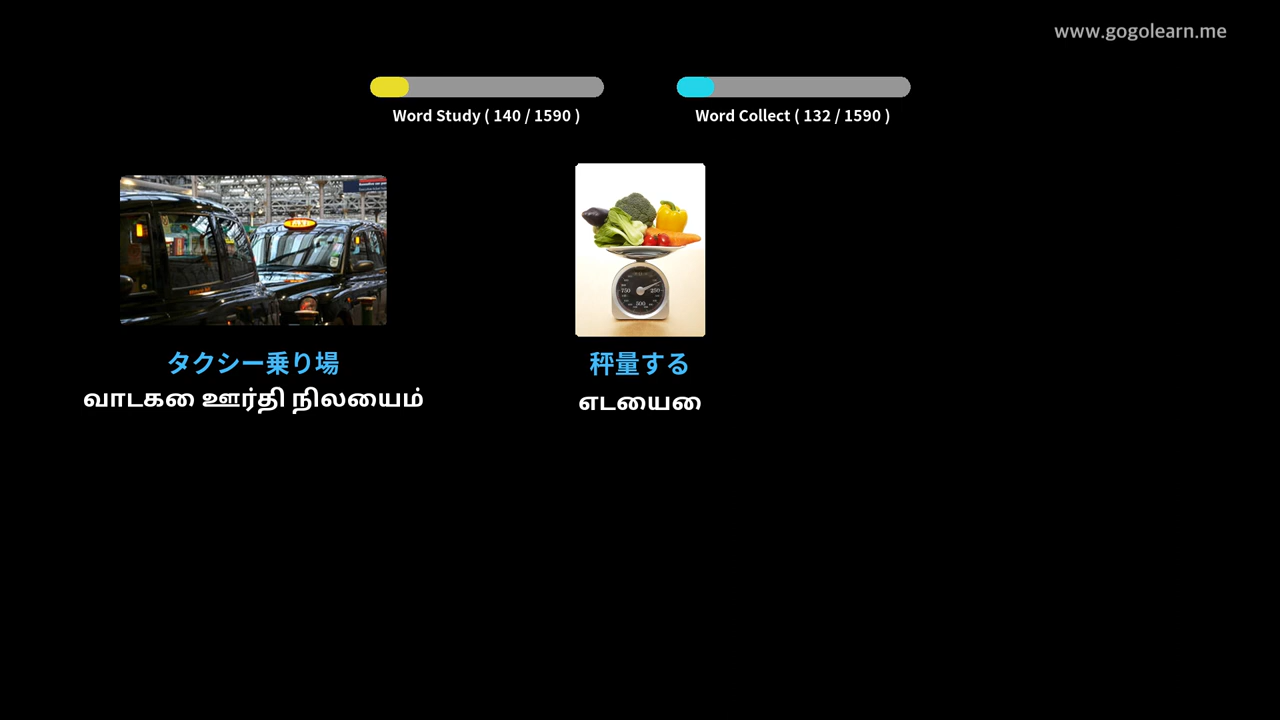 www.gogolearn.me
Word Study ( 140 / 1590 )
Word Collect ( 132 / 1590 )
タクシー乗り場
வாடகை ஊர்தி நிலையம்
秤量する
எடையை